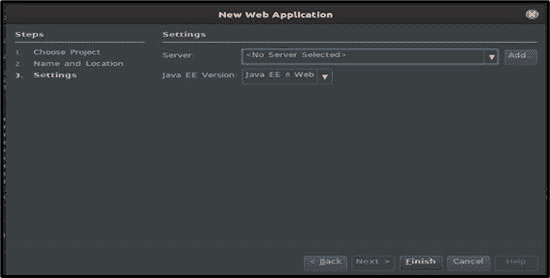 New Web Application
Steps
1. Choose Project
2. Name and Location
3. Settings
Settings
Server: <No Server Selected> Add...
Java EE Version: Java EE Web
< Back Next > Finish Cancel Help